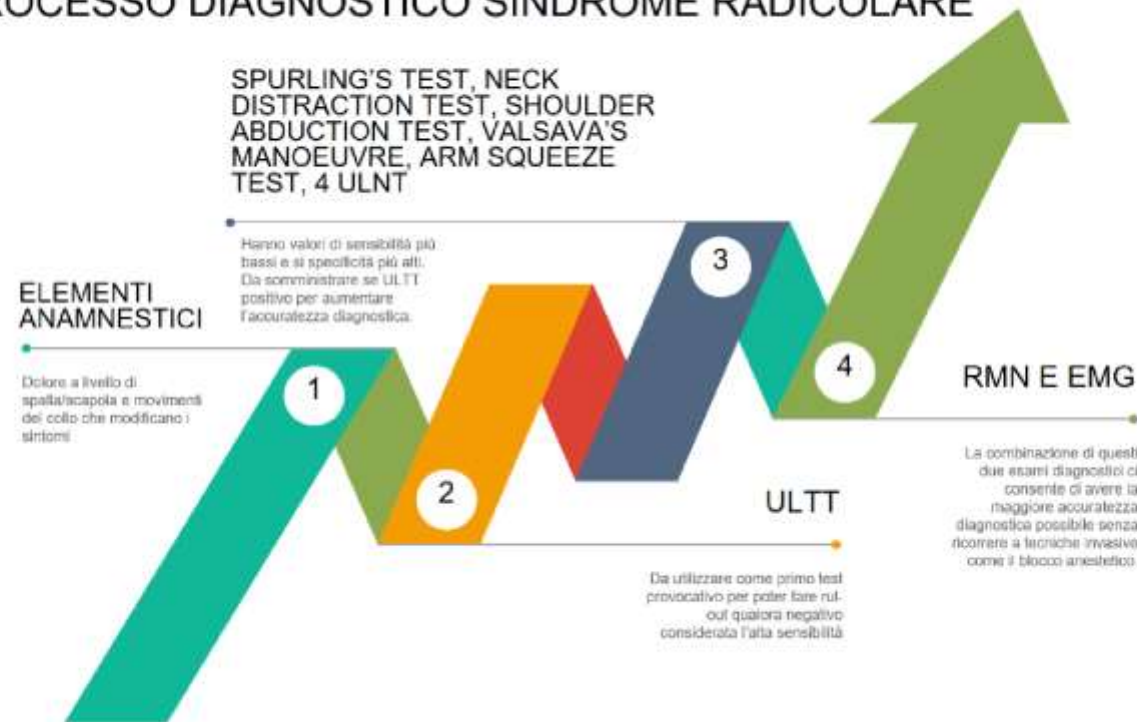 ROCESSO DIAGNOSTICO SINDROME RADICOLARE
SPURLING'S TEST, NECK
DISTRACTION TEST, SHOULDER
ABDUCTION TEST, VALSAVA'S
MANOEUVRE, ARM SQUEEZE
TEST, 4 ULNT
Hanno valori di sensibilità più
bassi e si specificità più alti.
Da somministrare se ULTT
positivo per aumentare
l'accuratezza diagnostica.
ELEMENTI
ANAMNESTICI
Dolore a livello di
spalla/scapola e movimenti
del collo che modificano i
sintomi
1
2
3
4
RMN E EMG
La combinazione di questi
due esami diagnostici ci
consente di avere la
maggiore accuratezza
diagnostica possibile senza
ricorrere a tecniche invasive
come il blocco anestetico
ULTT
Da utilizzare come primo test
provocativo per poter fare rul-
out qualora negativo
considerata l'alta sensibilità